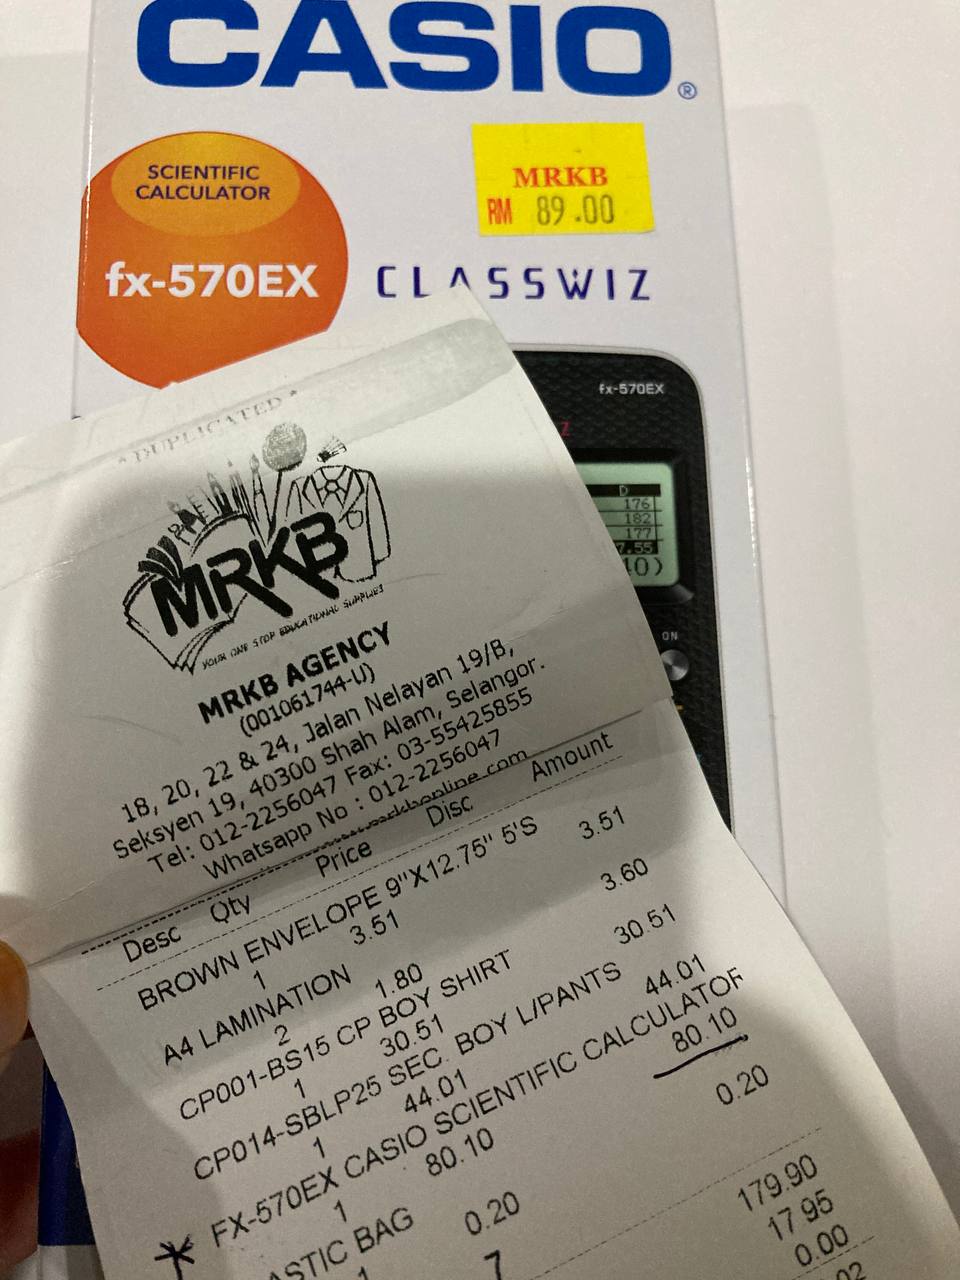 CASIO
®
SCIENTIFIC
CALCULATOR
MRKB
RM 89.00
fx-570EX
CLASSWIZ
fx-570EX
D
176
182
177
7.55
ON
* DUPLICATED *
MRKB
YOUR ONE STOP EDUCATIONAL SUPPLIES
MRKB AGENCY
(001061744-U)
18, 20, 22 & 24, Jalan Nelayan 19/B,
Seksyen 19, 40300 Shah Alam, Selangor.
Tel: 012-2256047 Fax: 03-55425855
Whatsapp No : 012-2256047
Desc Qty Price Disc Amount
BROWN ENVELOPE 9"X12.75" 5'S
1 3.51 3.51
A4 LAMINATION
2 1.80 3.60
CP001-BS15 CP BOY SHIRT
1 30.51 30.51
CP014-SBLP25 SEC. BOY L/PANTS
1 44.01 44.01
FX-570EX CASIO SCIENTIFIC CALCULATOR
1 80.10 80.10
ASTIC BAG
1 0.20 0.20
7 179.90
17 95
0.00